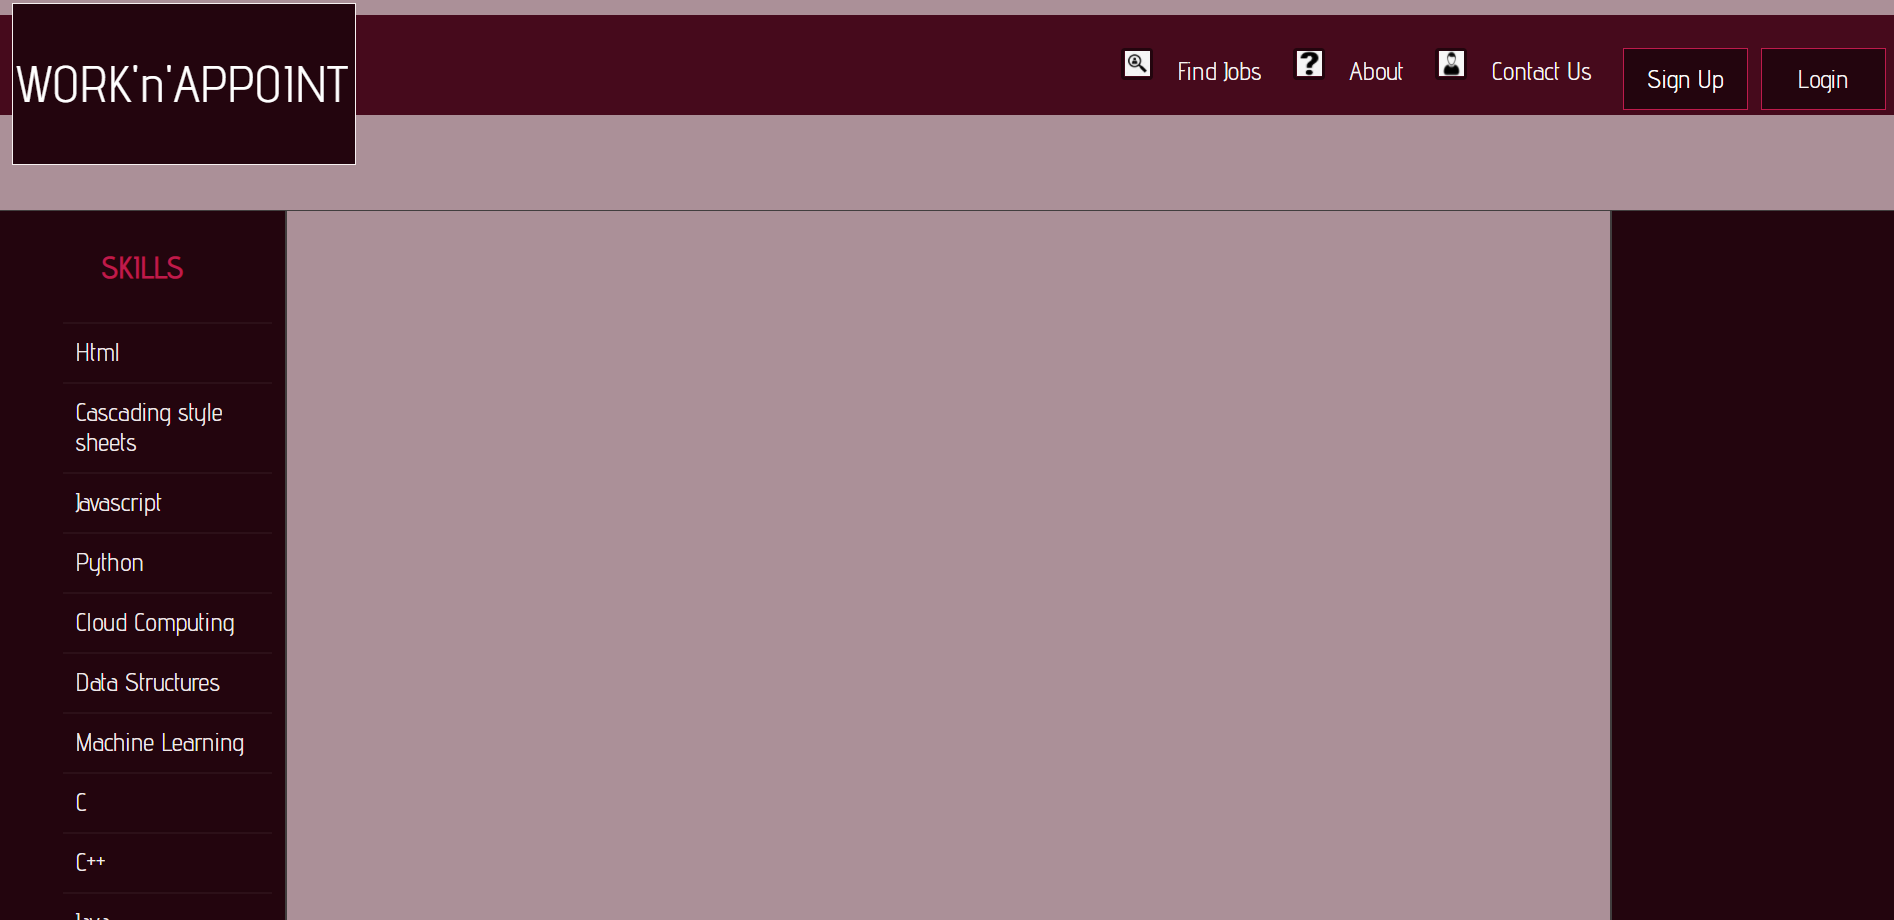 WORK'n'APPOINT
Find Jobs
About
Contact Us
Sign Up
Login
SKILLS
Html
Cascading style
sheets
Javascript
Python
Cloud Computing
Data Structures
Machine Learning
C
C++
Java